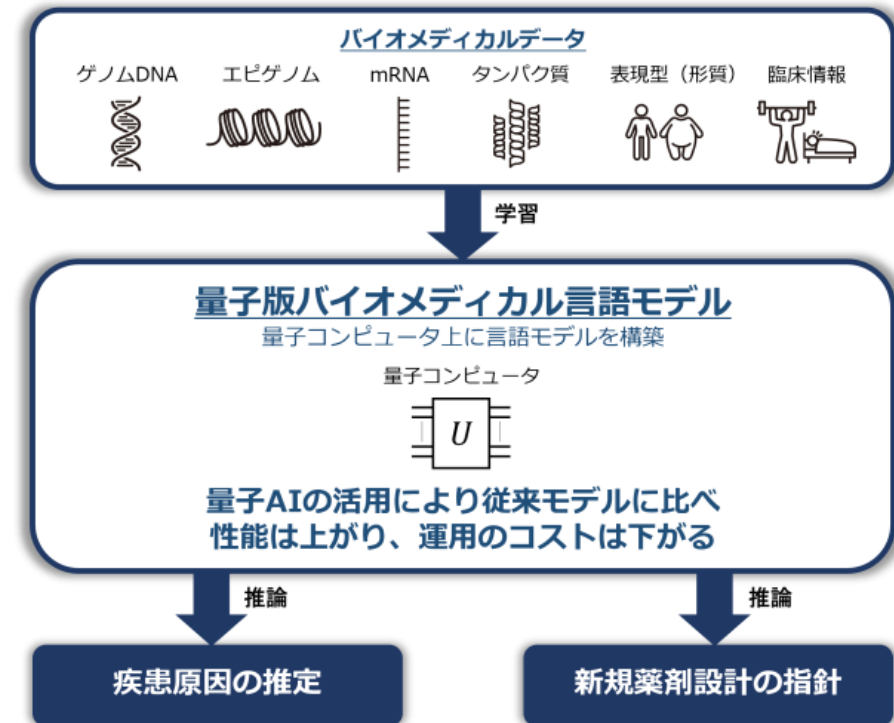 バイオメディカルデータ
ゲノムDNA エピゲノム mRNA タンパク質 表現型（形質） 臨床情報
学習
量子版バイオメディカル言語モデル
量子コンピュータ上に言語モデルを構築
量子コンピュータ
U
量子AIの活用により従来モデルに比べ
性能は上がり、運用のコストは下がる
推論 推論
疾患原因の推定 新規薬剤設計の指針